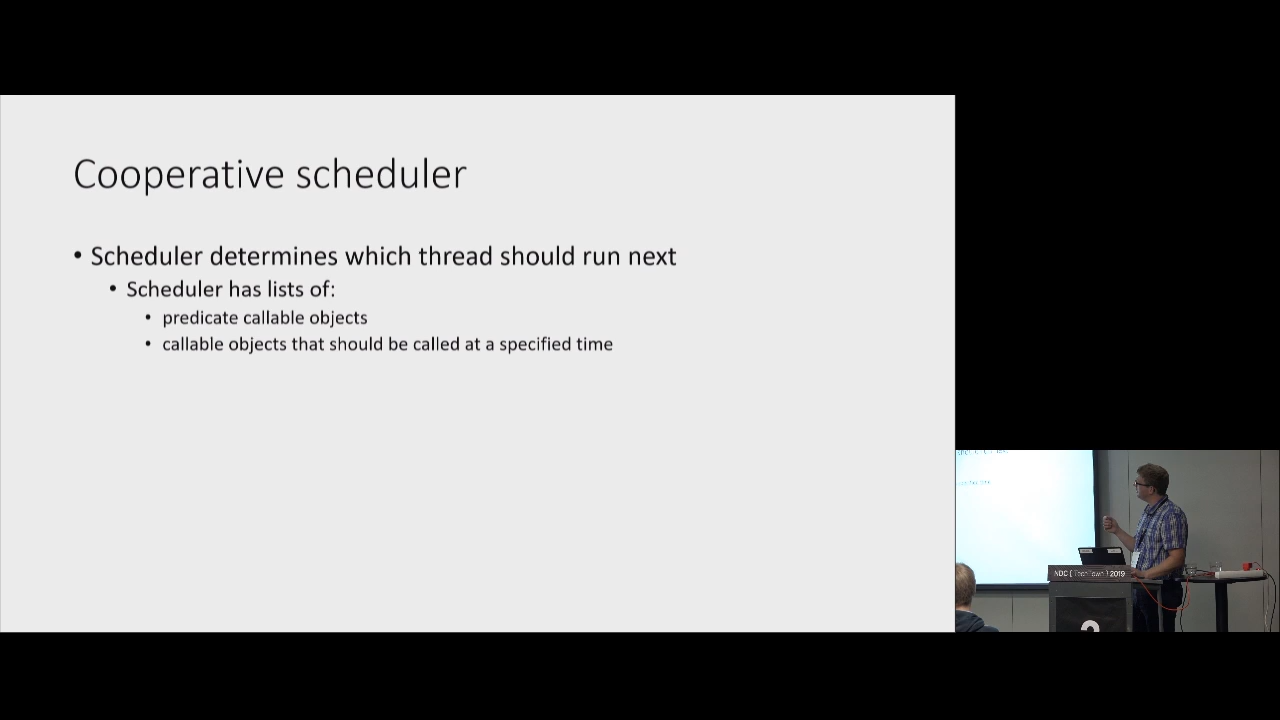 Cooperative scheduler
• Scheduler determines which thread should run next
• Scheduler has lists of:
• predicate callable objects
• callable objects that should be called at a specified time
NDC { TechTown } 2019